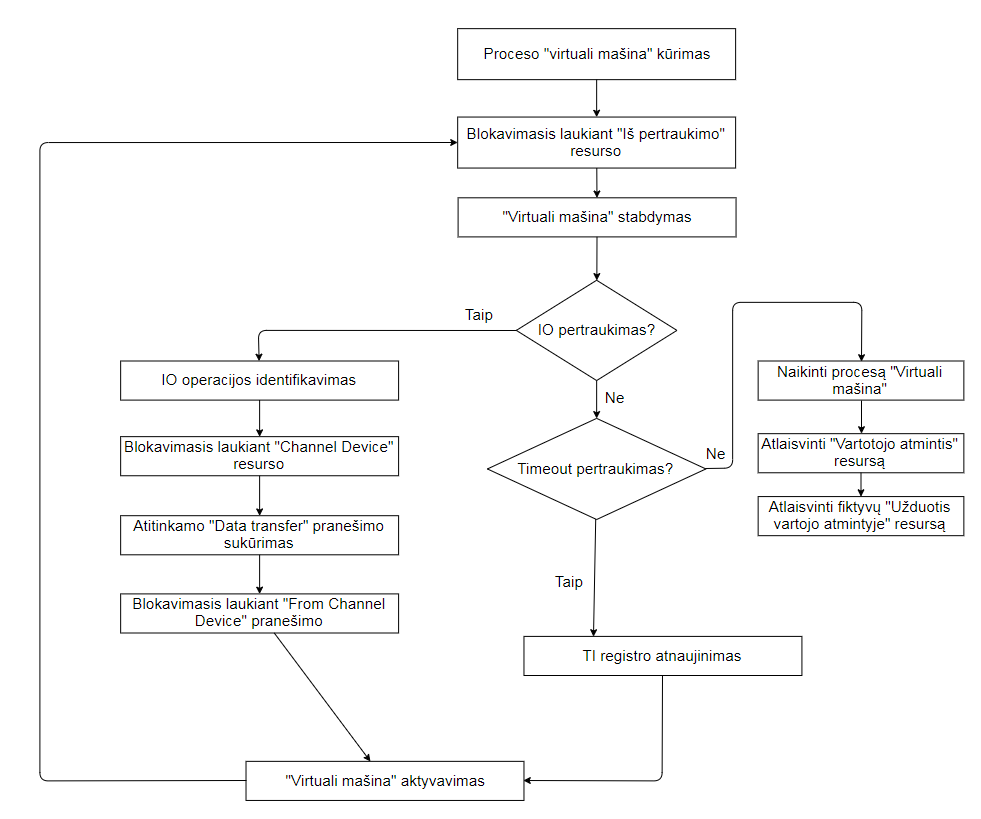 Proceso "virtuali mašina" kūrimas
Blokavimasis laukiant "Iš pertraukimo"
resurso
"Virtuali mašina" stabdymas
Taip
IO pertraukimas?
IO operacijos identifikavimas
Naikinti procesą "Virtuali
mašina"
Ne
Blokavimasis laukiant "Channel Device"
resurso
Timeout pertraukimas?
Ne
Atlaisvinti "Vartotojo atmintis"
resursą
Atitinkamo "Data transfer" pranešimo
sukūrimas
Atlaisvinti fiktyvų "Užduotis
vartojo atmintyje" resursą
Taip
Blokavimasis laukiant "From Channel
Device" pranešimo
TI registro atnaujinimas
"Virtuali mašina" aktyvavimas